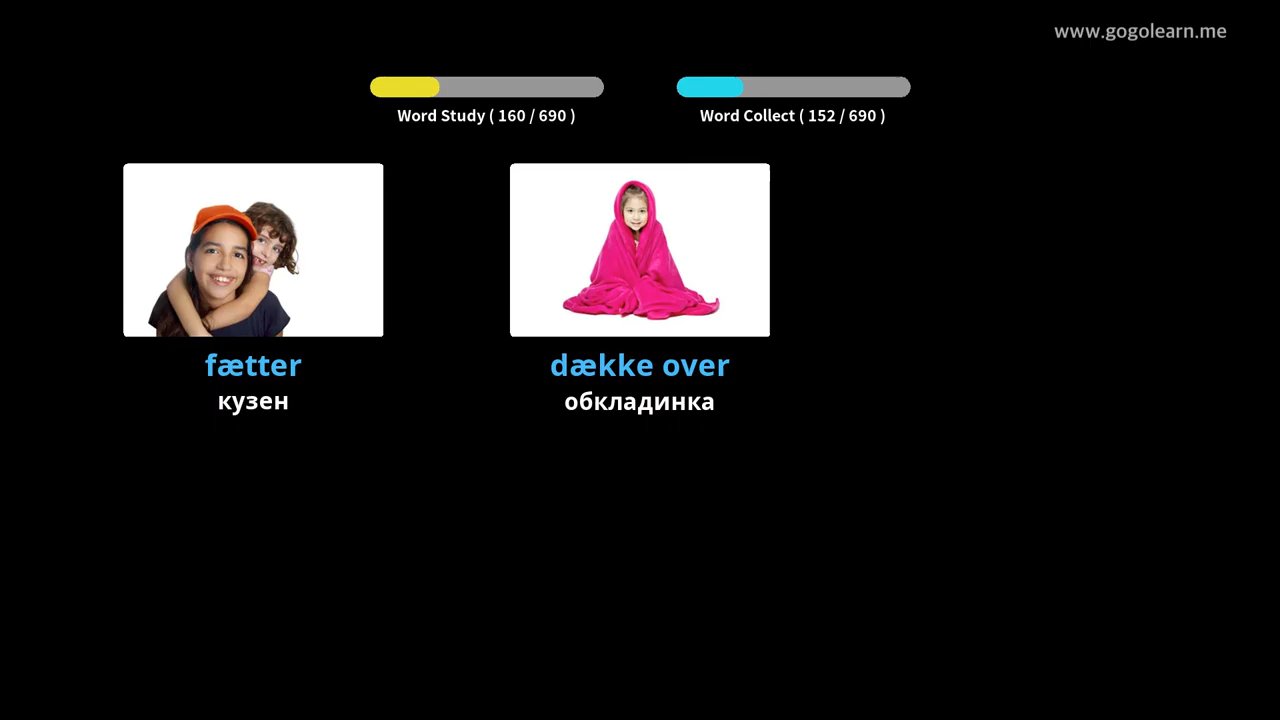 www.gogolearn.me
Word Study ( 160 / 690 )
Word Collect ( 152 / 690 )
fætter
кузен
dække over
обкладинка